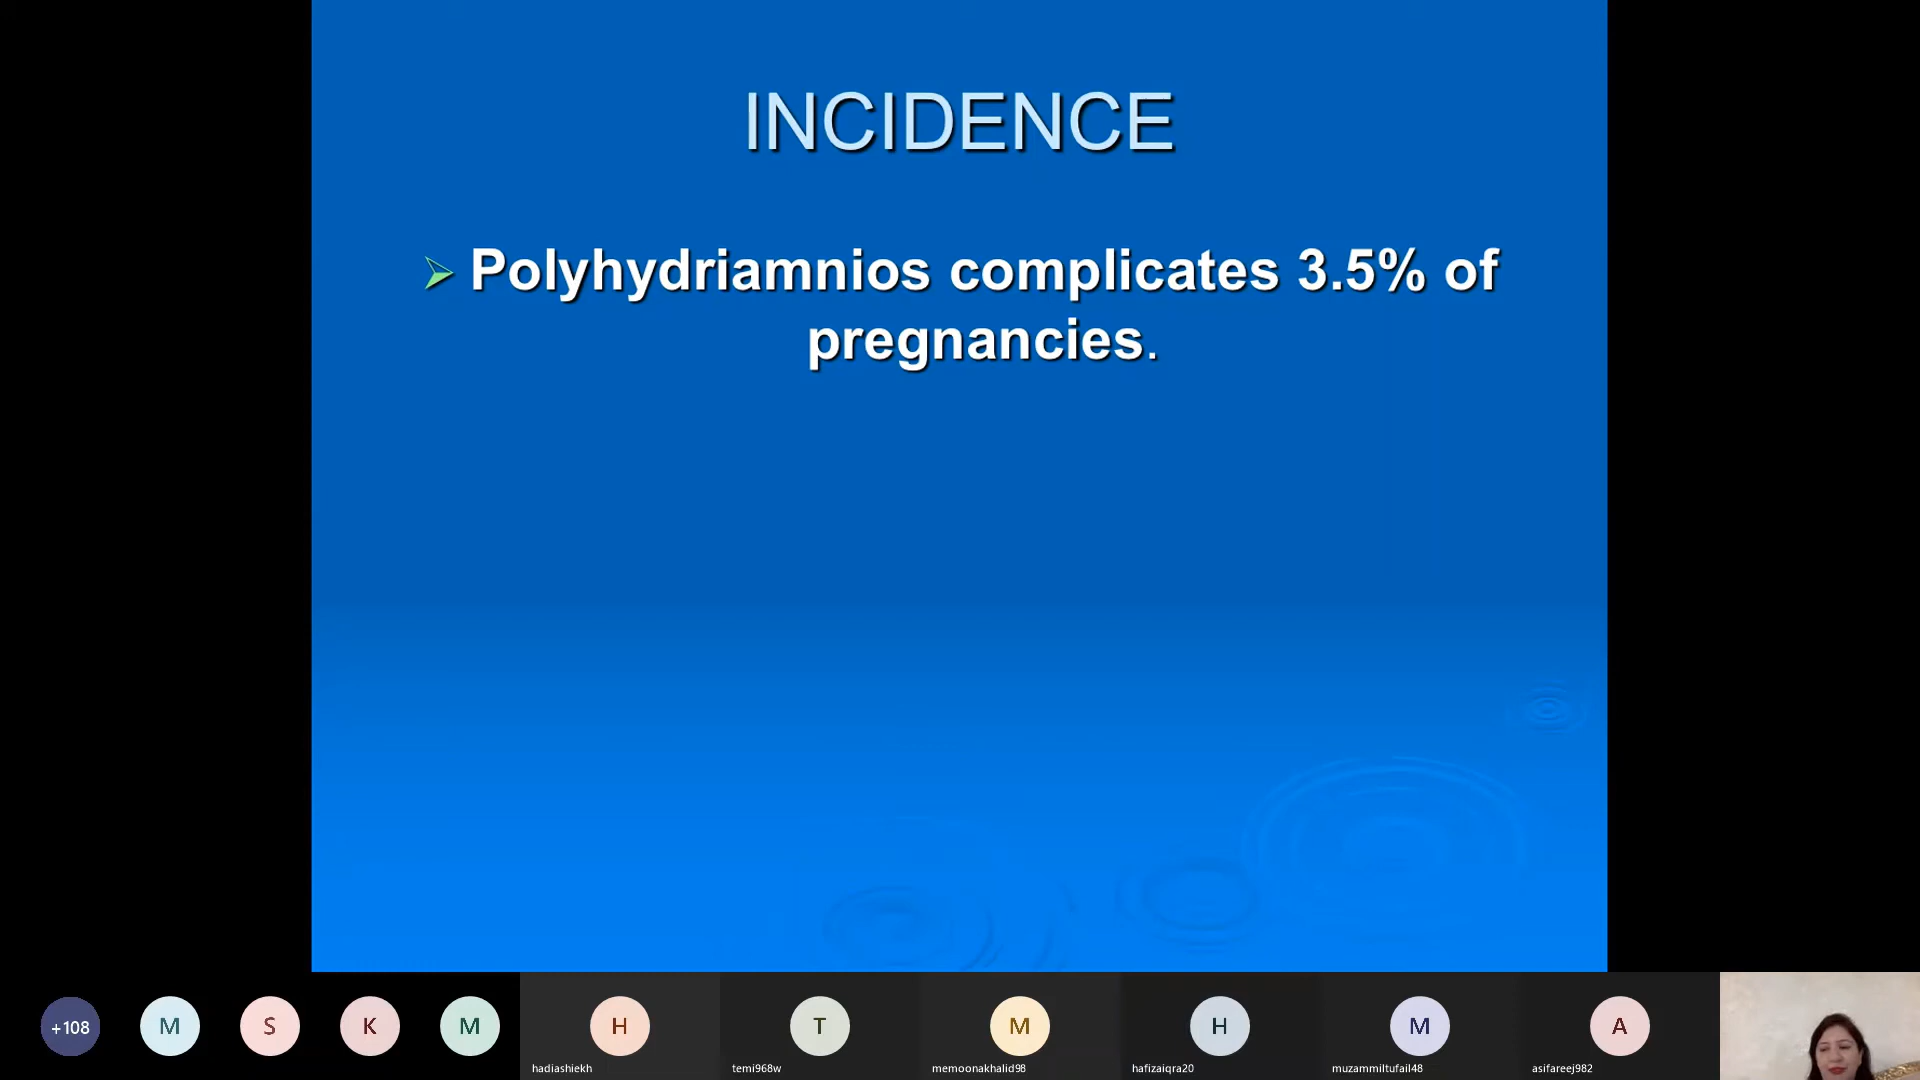 INCIDENCE
Polyhydriamnios complicates 3.5% of
pregnancies.
+108
M
S
K
M
H
hadiashiekh
T
temi968w
M
memoonakhalid98
H
hafizaiqra20
M
muzammiltufail48
A
asifareej982